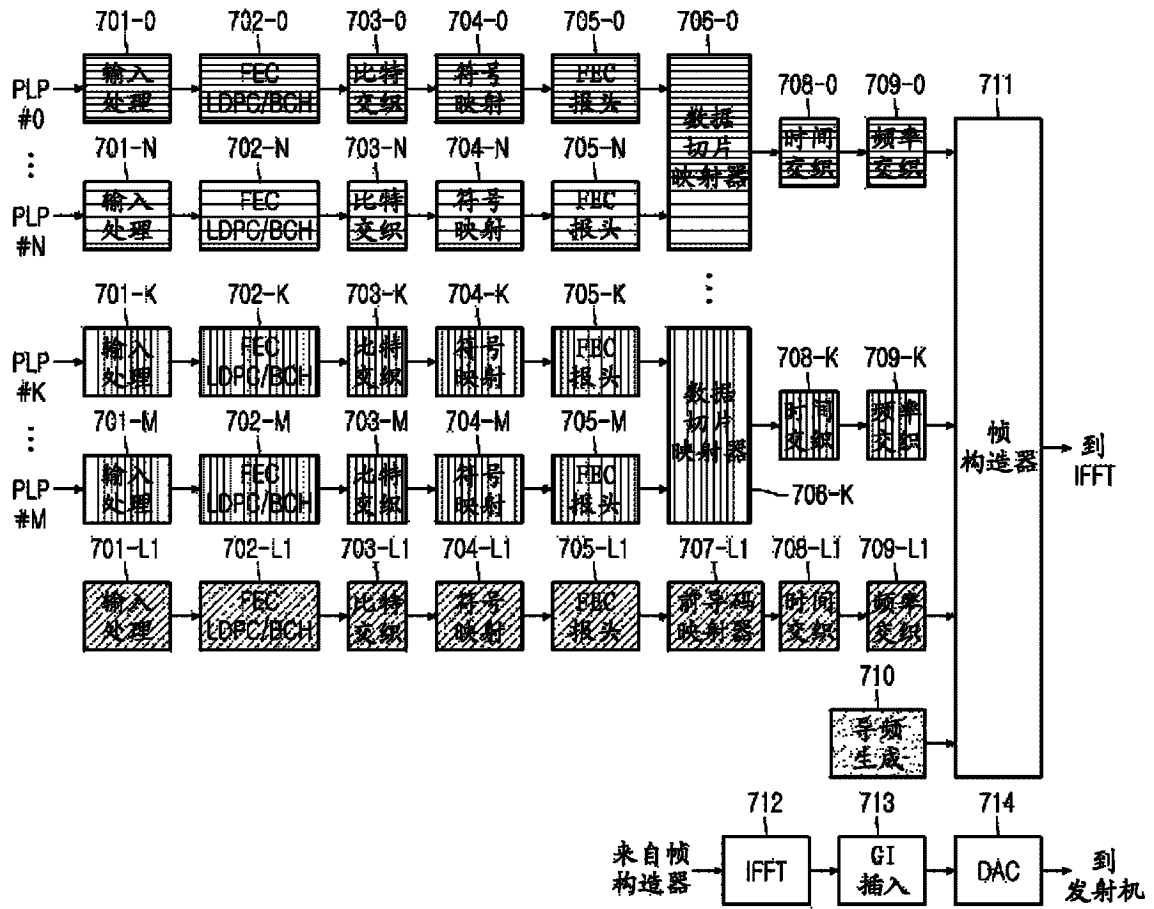 701-0 702-0 703-0 704-0 705-0 706-0
PLP #0
输入处理
FEC LDPC/BCH
比特交织
符号映射
FEC 报头
数据切片映射器
708-0 709-0 711
时间交织
频率交织
...
701-N 702-N 703-N 704-N 705-N
PLP #N
输入处理
FEC LDPC/BCH
比特交织
符号映射
FEC 报头
...
701-K 702-K 703-K 704-K 705-K
PLP #K
输入处理
FEC LDPC/BCH
比特交织
符号映射
FEC 报头
数据切片映射器
708-K 709-K
时间交织
频率交织
帧构造器
到 IFFT
...
701-M 702-M 703-M 704-M 705-M
706-K
PLP #M
输入处理
FEC LDPC/BCH
比特交织
符号映射
FEC 报头
701-L1 702-L1 703-L1 704-L1 705-L1 707-L1 708-L1 709-L1
输入处理
FEC LDPC/BCH
比特交织
符号映射
FEC 报头
前导码映射器
时间交织
频率交织
710
导频生成
712 713 714
来自帧构造器
IFFT
GI 插入
DAC
到发射机